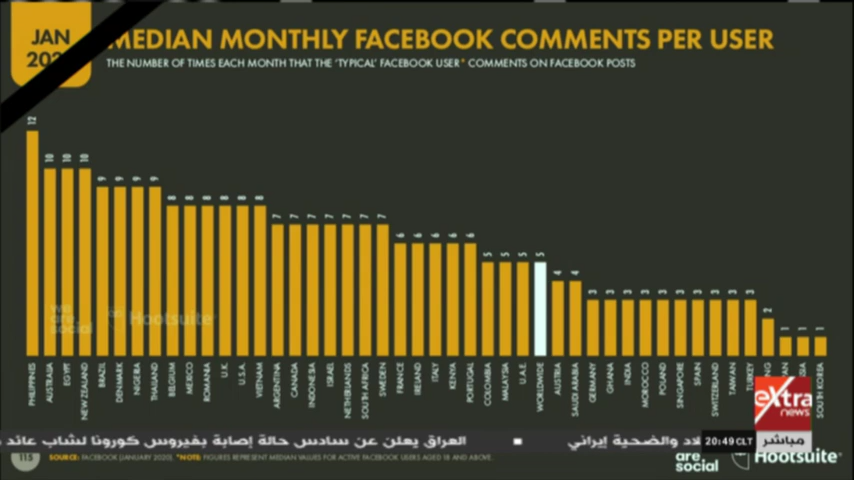 JAN
MEDIAN MONTHLY FACEBOOK COMMENTS PER USER
THE NUMBER OF TIMES EACH MONTH THAT THE 'TYPICAL' FACEBOOK USER* COMMENTS ON FACEBOOK POSTS
12 10 10 10 9 9 9 9 8 8 8 8 8 8 7 7 7 7 7 7 7 6 6 6 6 6 5 5 5 5 4 4 3 3 3 3 3 3 3 3 3 3 2 1 1 1
we are social Hootsuite
PHILIPPINES AUSTRALIA EGYPT NEW ZEALAND BRAZIL DENMARK NIGERIA THAILAND BELGIUM MEXICO ROMANIA U.K. U.S.A. VIETNAM ARGENTINA CANADA INDONESIA ISRAEL NETHERLANDS SOUTH AFRICA SWEDEN FRANCE IRELAND ITALY KENYA PORTUGAL COLOMBIA MALAYSIA U.A.E. WORLDWIDE AUSTRIA SAUDI ARABIA GERMANY GHANA INDIA MOROCCO POLAND SINGAPORE SPAIN SWITZERLAND TAIWAN TURKEY SOUTH KOREA
eXtra
news
مباشر
20:49 CLT
والضحية إيراني ■ العراق يعلن عن سادس حالة إصابة بفيروس كورونا لشاب عائد
115 SOURCE: FACEBOOK (JANUARY 2020). *NOTE: FIGURES REPRESENT MEDIAN VALUES FOR ACTIVE FACEBOOK USERS AGED 18 AND ABOVE.
are social Hootsuite